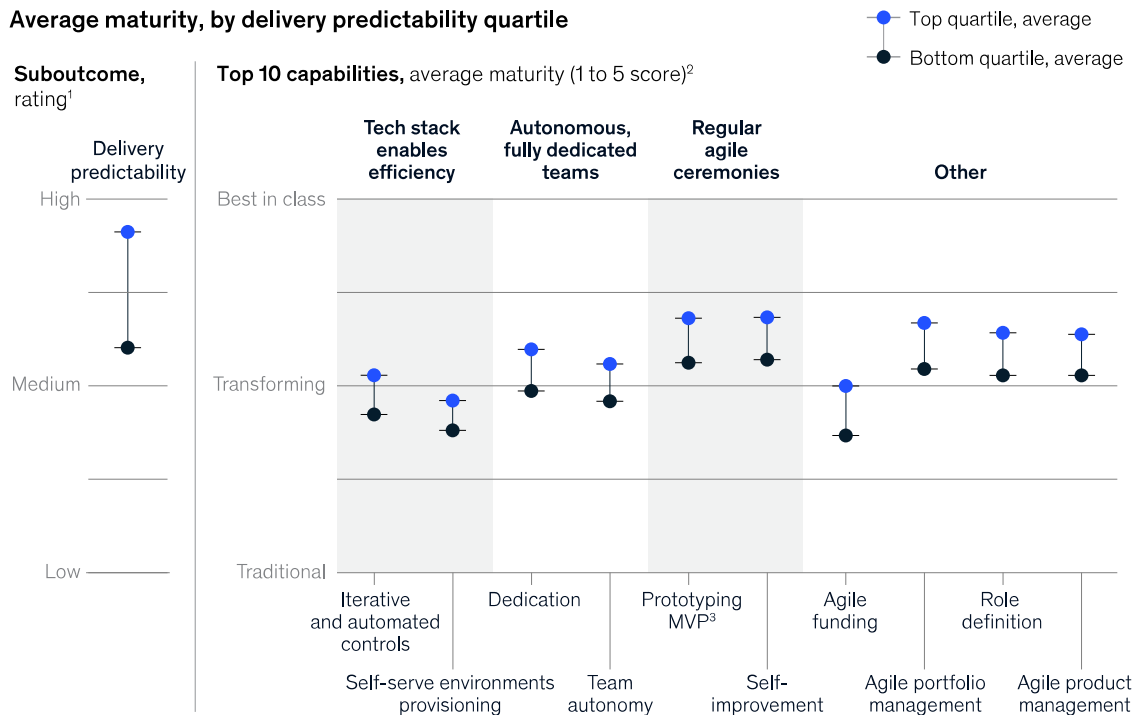 Average maturity, by delivery predictability quartile
Top quartile, average
Bottom quartile, average
Suboutcome,
rating¹
Top 10 capabilities, average maturity (1 to 5 score)²
Delivery
predictability
Tech stack
enables
efficiency
Autonomous,
fully dedicated
teams
Regular
agile
ceremonies
Other
High
Medium
Low
Best in class
Transforming
Traditional
Iterative
and automated
controls
Self-serve environments
provisioning
Dedication
Team
autonomy
Prototyping
MVP³
Self-
improvement
Agile
funding
Agile portfolio
management
Role
definition
Agile product
management